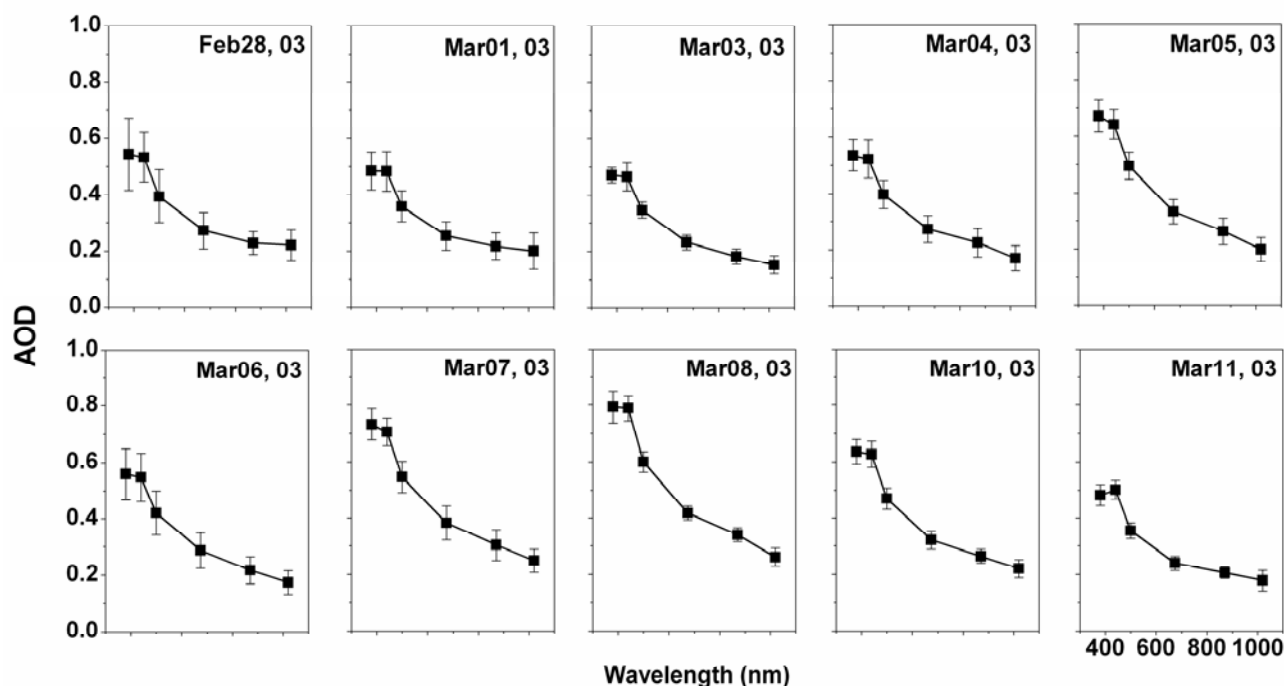 1.0
Feb28, 03
Mar01, 03
Mar03, 03
Mar04, 03
Mar05, 03
0.8
0.6
0.4
0.2
0.0
AOD
1.0
Mar06, 03
Mar07, 03
Mar08, 03
Mar10, 03
Mar11, 03
0.8
0.6
0.4
0.2
0.0
400 600 800 1000
Wavelength (nm)